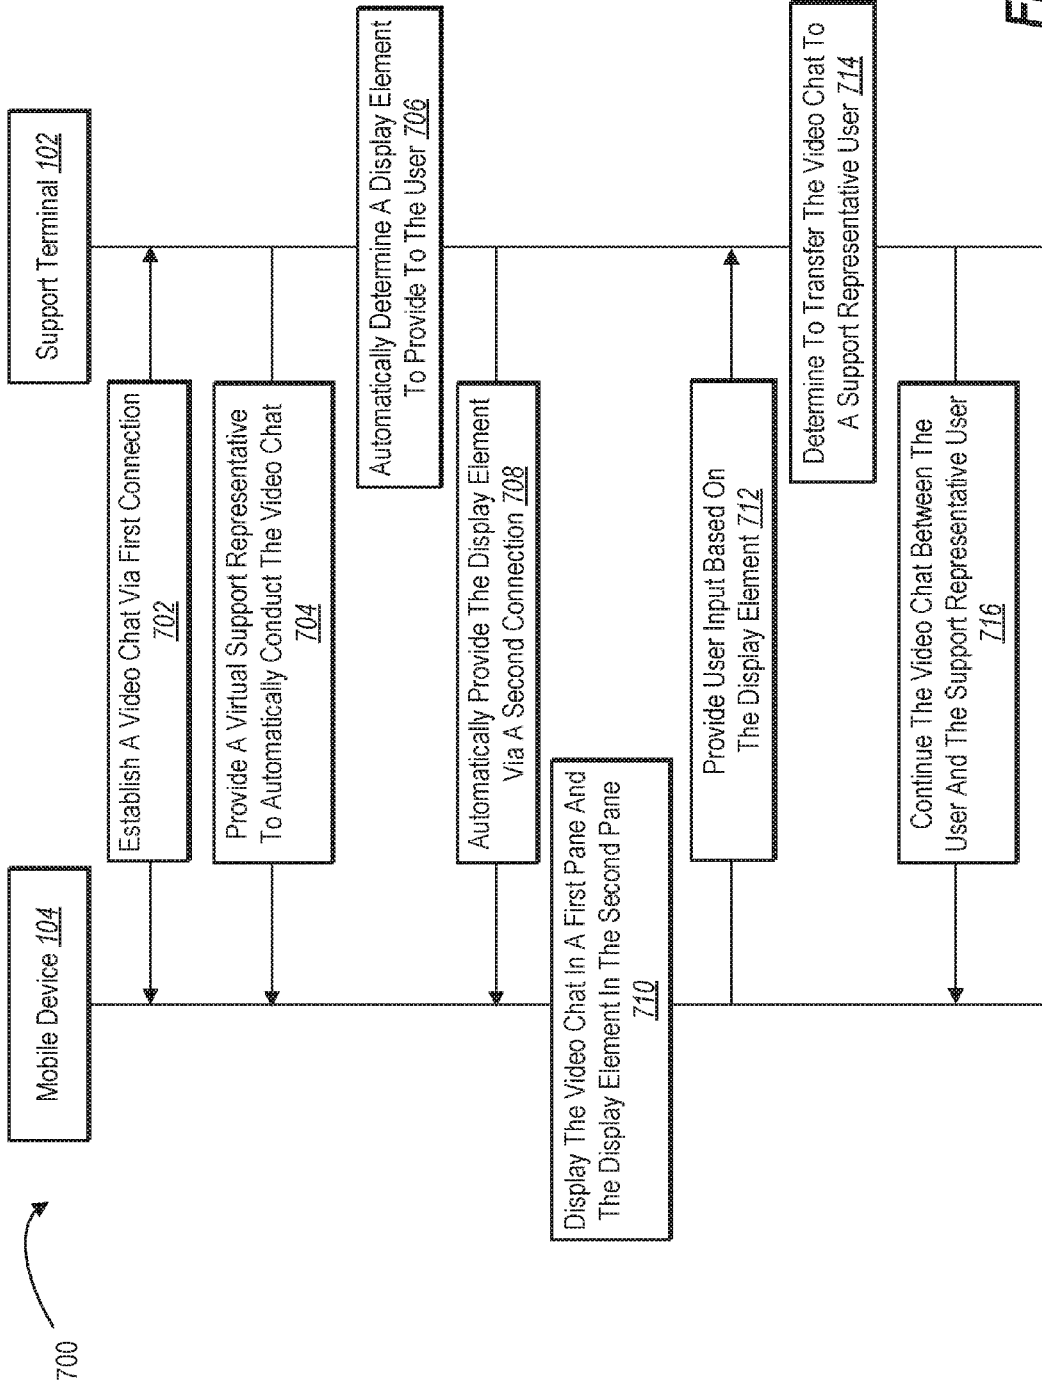 700
Mobile Device 104
Support Terminal 102
Establish A Video Chat Via First Connection
702
Provide A Virtual Support Representative
To Automatically Conduct The Video Chat
704
Automatically Determine A Display Element
To Provide To The User 706
Automatically Provide The Display Element
Via A Second Connection 708
Display The Video Chat In A First Pane And
The Display Element In The Second Pane
710
Provide User Input Based On
The Display Element 712
Determine To Transfer The Video Chat To
A Support Representative User 714
Continue The Video Chat Between The
User And The Support Representative User
716